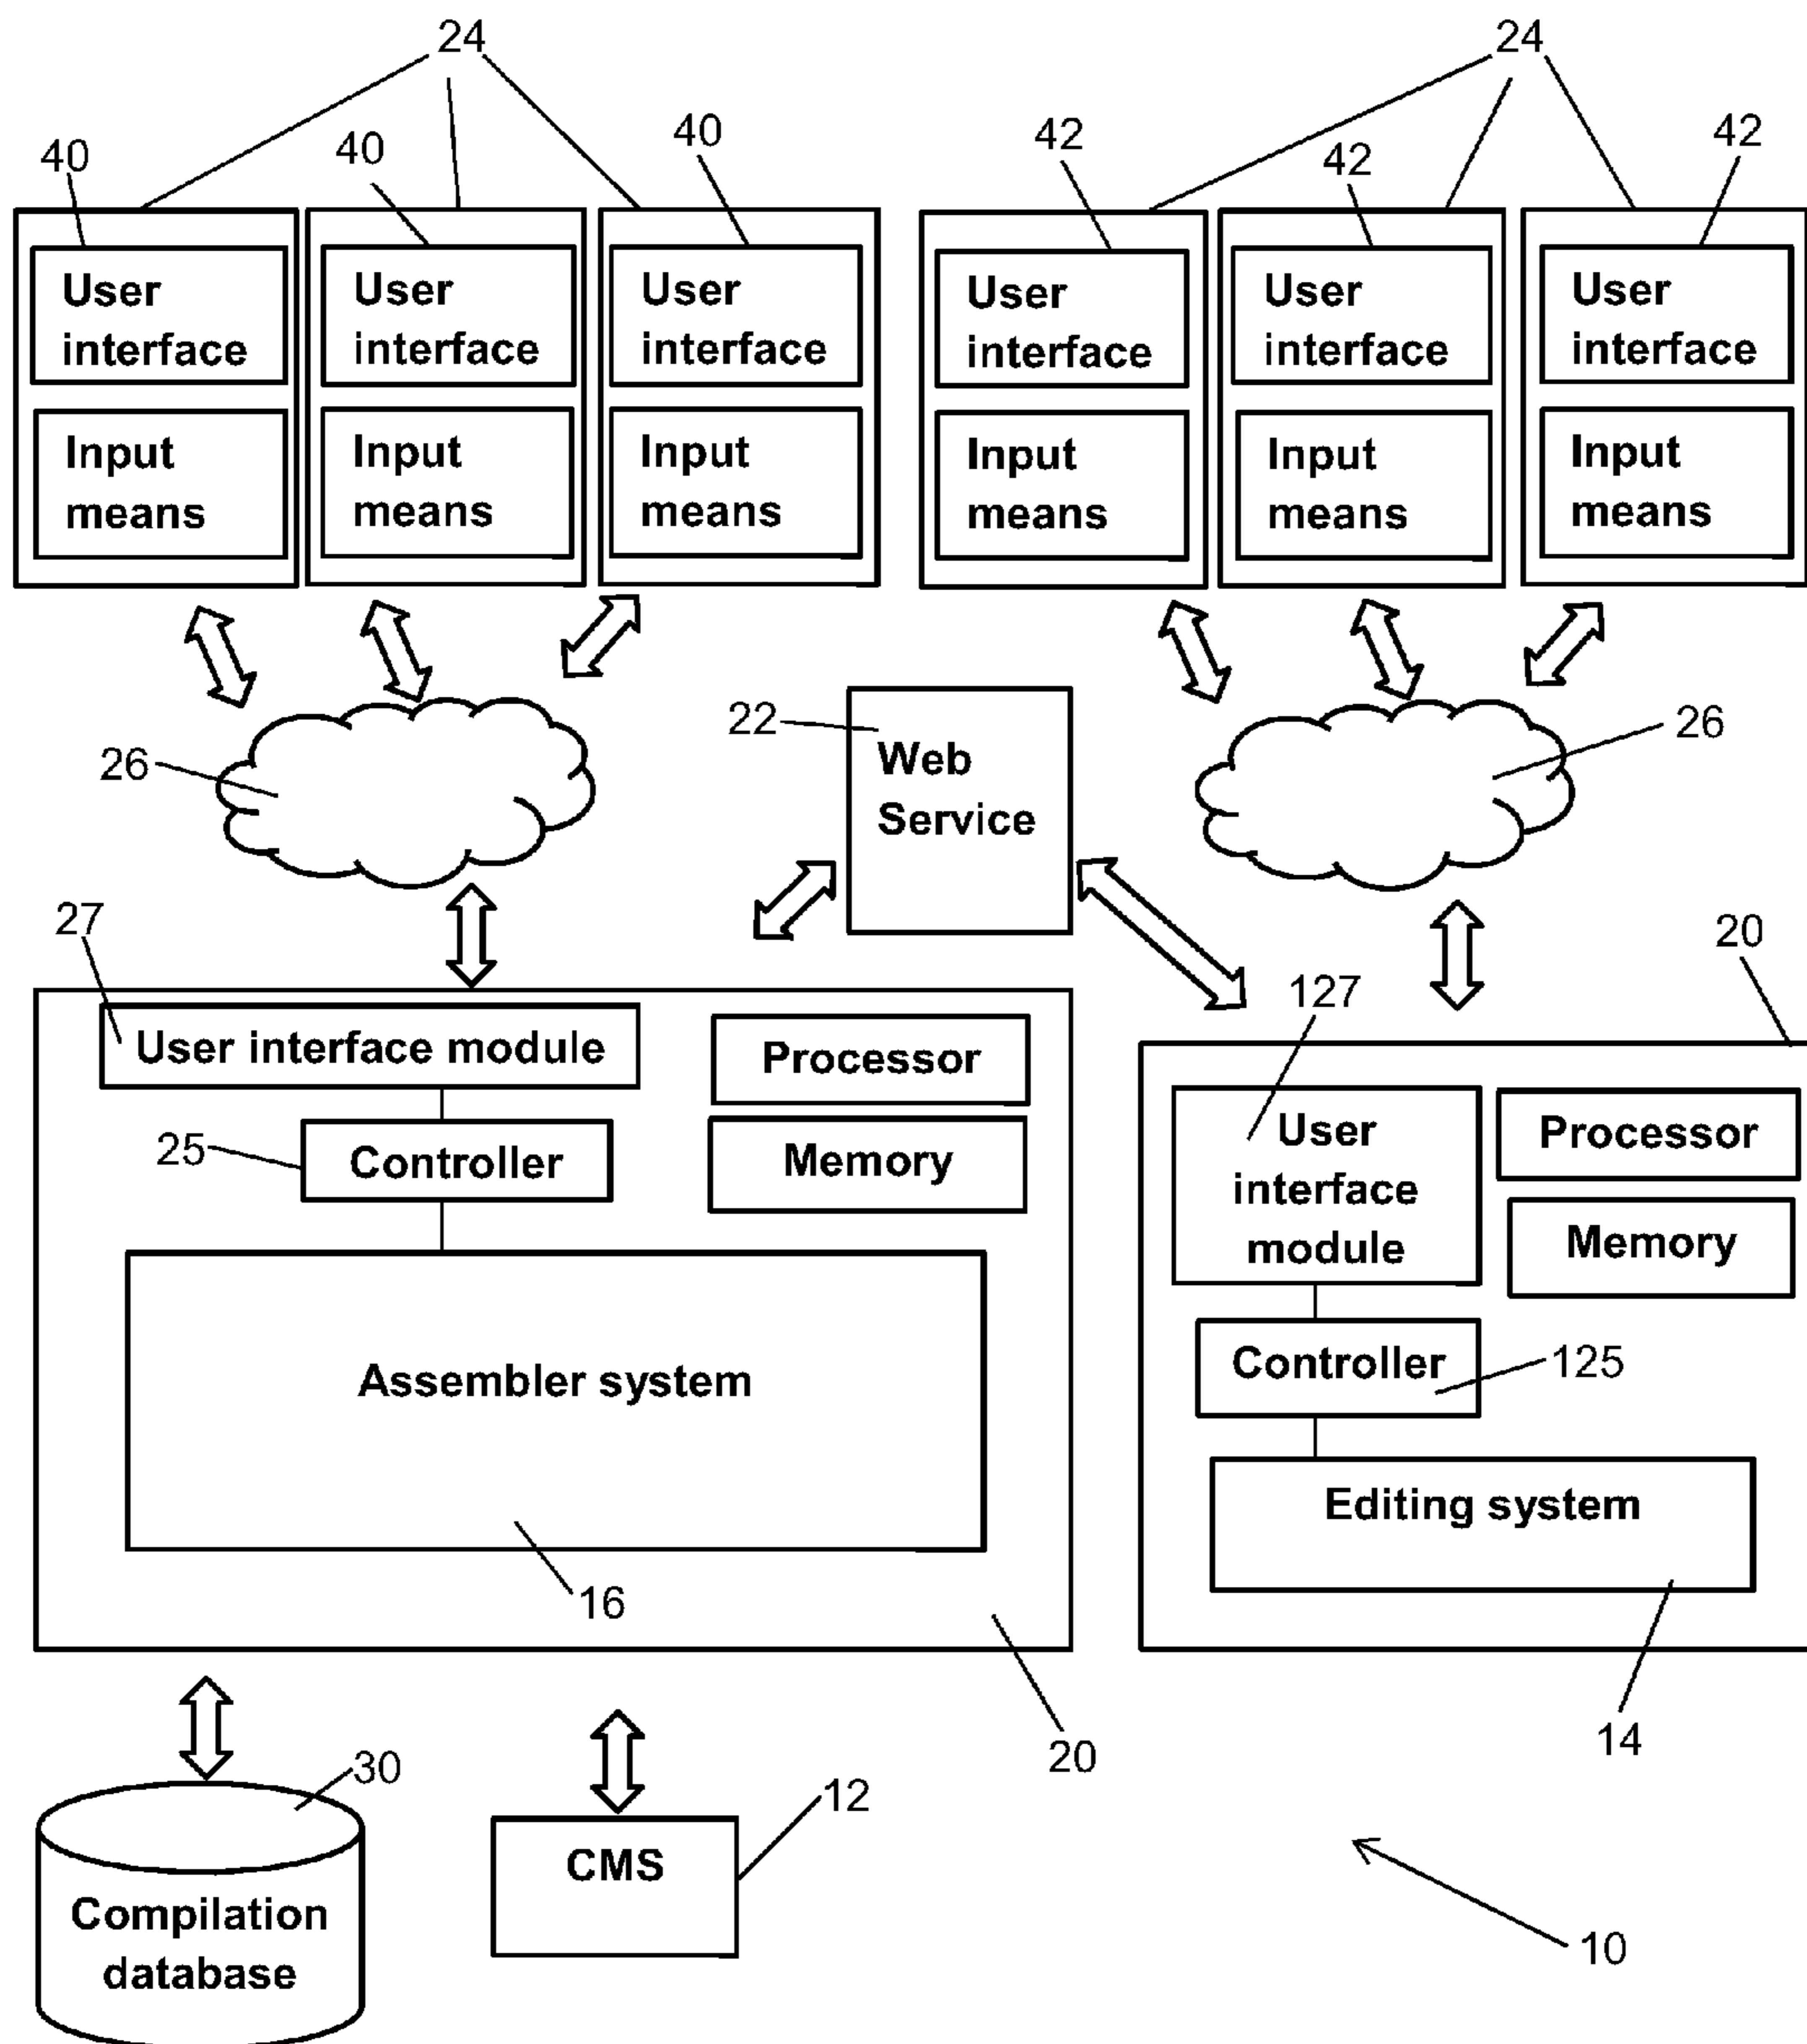 24
24
40
40
40
42
42
42
User
interface
User
interface
User
interface
User
interface
User
interface
User
interface
Input
means
Input
means
Input
means
Input
means
Input
means
Input
means
26
22
Web
Service
26
27
User interface module
Processor
25
Controller
Memory
Assembler system
16
20
20
127
User
interface
module
Processor
Memory
Controller
125
Editing system
14
30
Compilation
database
12
CMS
10